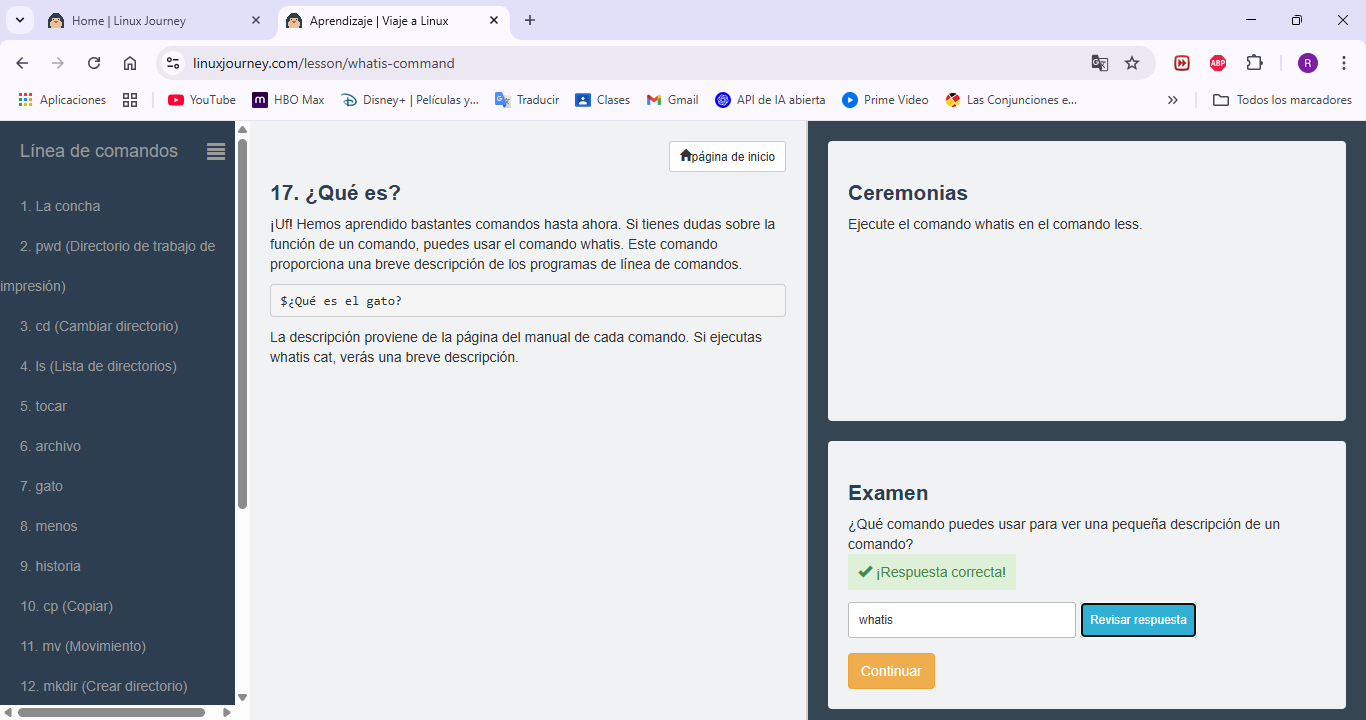 Home | Linux Journey
Aprendizaje | Viaje a Linux
linuxjourney.com/lesson/whatis-command
ABP
R
Aplicaciones
YouTube
m HBO Max
Disney+ | Películas y...
Traducir
Clases
Gmail
API de IA abierta
Prime Video
Las Conjunciones e...
Todos los marcadores
Línea de comandos
1. La concha
2. pwd (Directorio de trabajo de
impresión)
3. cd (Cambiar directorio)
4. ls (Lista de directorios)
5. tocar
6. archivo
7. gato
8. menos
9. historia
10. cp (Copiar)
11. mv (Movimiento)
12. mkdir (Crear directorio)
página de inicio
17. ¿Qué es?
¡Uf! Hemos aprendido bastantes comandos hasta ahora. Si tienes dudas sobre la
función de un comando, puedes usar el comando whatis. Este comando
proporciona una breve descripción de los programas de línea de comandos.
$¿Qué es el gato?
La descripción proviene de la página del manual de cada comando. Si ejecutas
whatis cat, verás una breve descripción.
Ceremonias
Ejecute el comando whatis en el comando less.
Examen
¿Qué comando puedes usar para ver una pequeña descripción de un
comando?
¡Respuesta correcta!
whatis
Revisar respuesta
Continuar